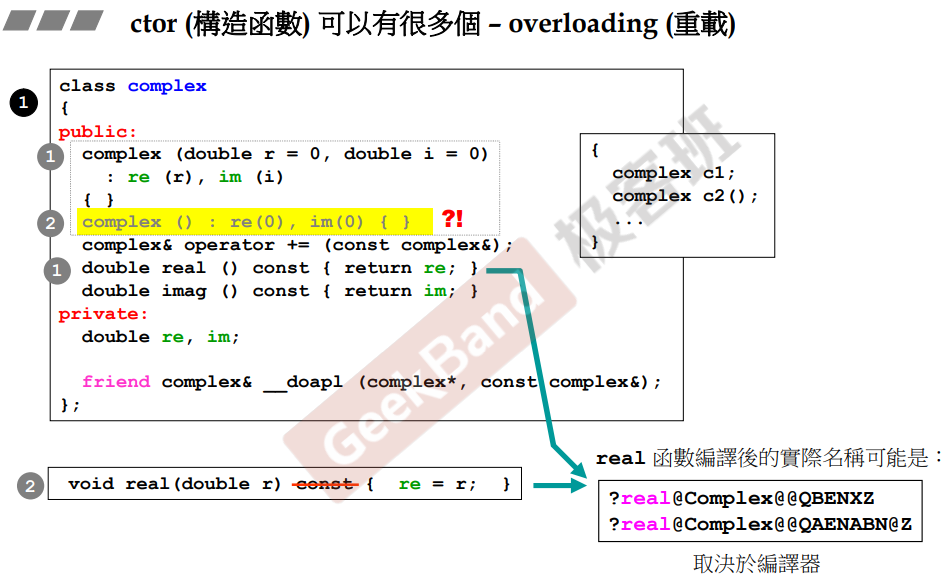 ctor (構造函數) 可以有很多個 – overloading (重載)
1
class complex
{
public:
1
complex (double r = 0, double i = 0)
: re (r), im (i)
{ }
2
complex () : re(0), im(0) { }
?!
complex& operator += (const complex&);
1
double real () const { return re; }
double imag () const { return im; }
private:
double re, im;
friend complex& __doapl (complex*, const complex&);
};
{
complex c1;
complex c2();
...
}
极客班
GeekBand
2
void real(double r) const { re = r; }
real 函數編譯後的實際名稱可能是：
?real@Complex@@QBENXZ
?real@Complex@@QAENABN@Z
取決於編譯器